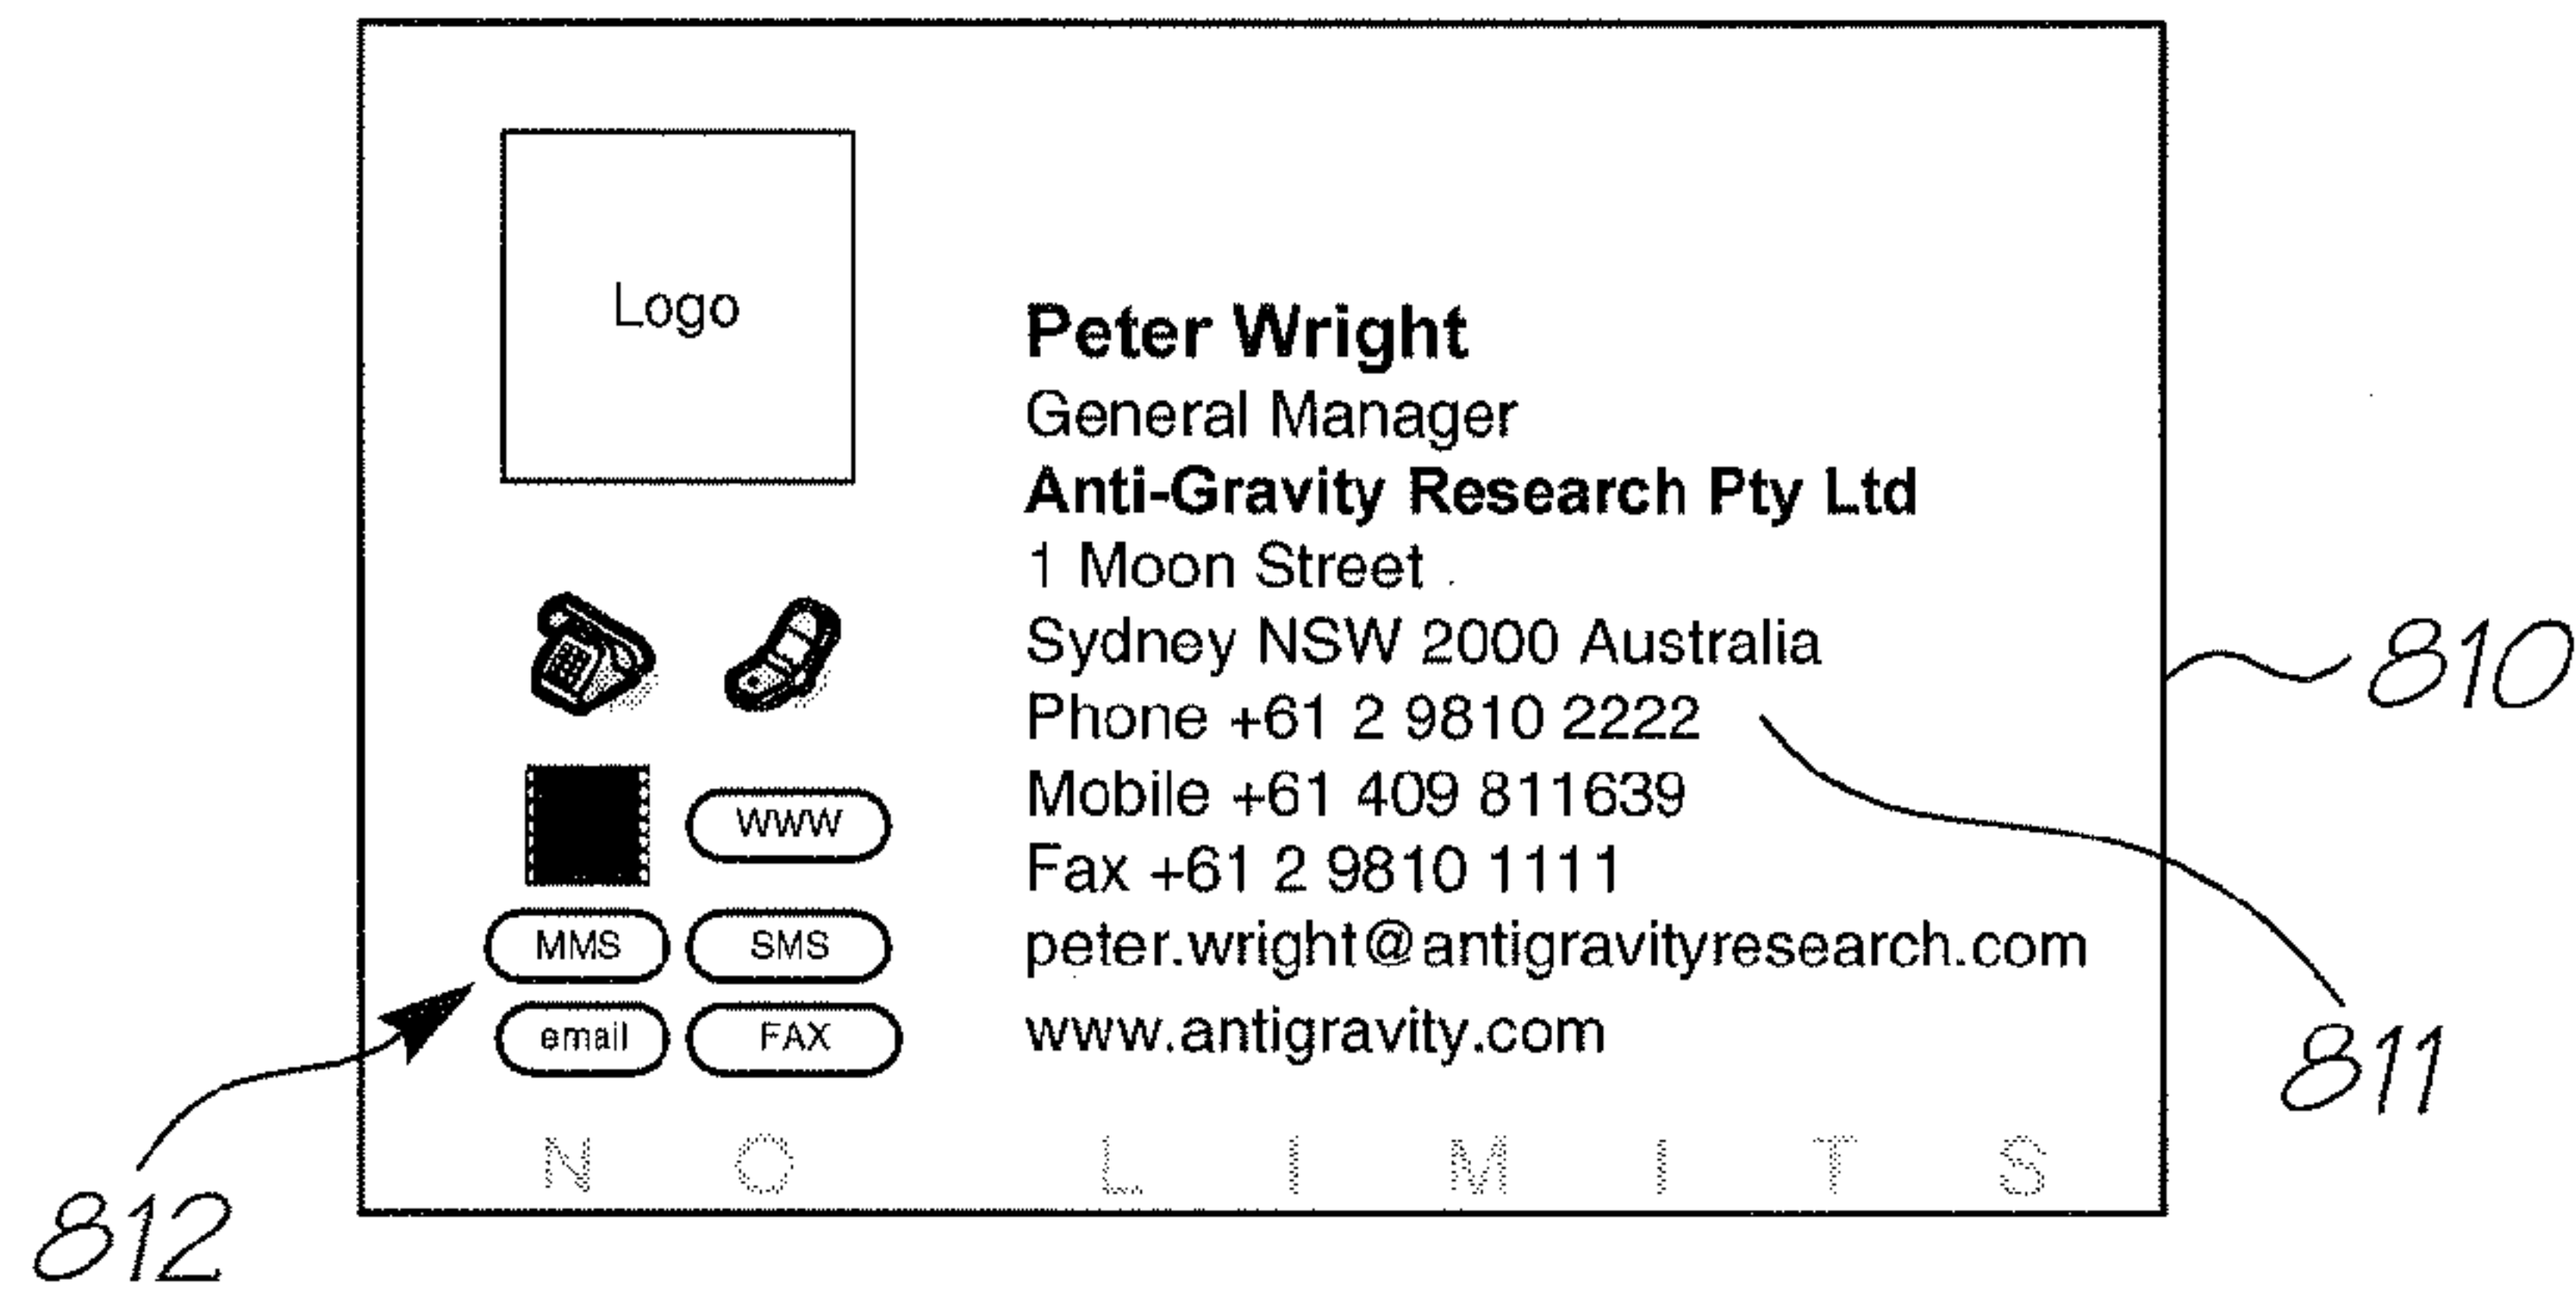 Logo
Peter Wright
General Manager
Anti-Gravity Research Pty Ltd
1 Moon Street
Sydney NSW 2000 Australia
Phone +61 2 9810 2222
Mobile +61 409 811639
Fax +61 2 9810 1111
peter.wright@antigravityresearch.com
www.antigravity.com
WWW
MMS SMS
email FAX
NO LIMITS
810
811
812